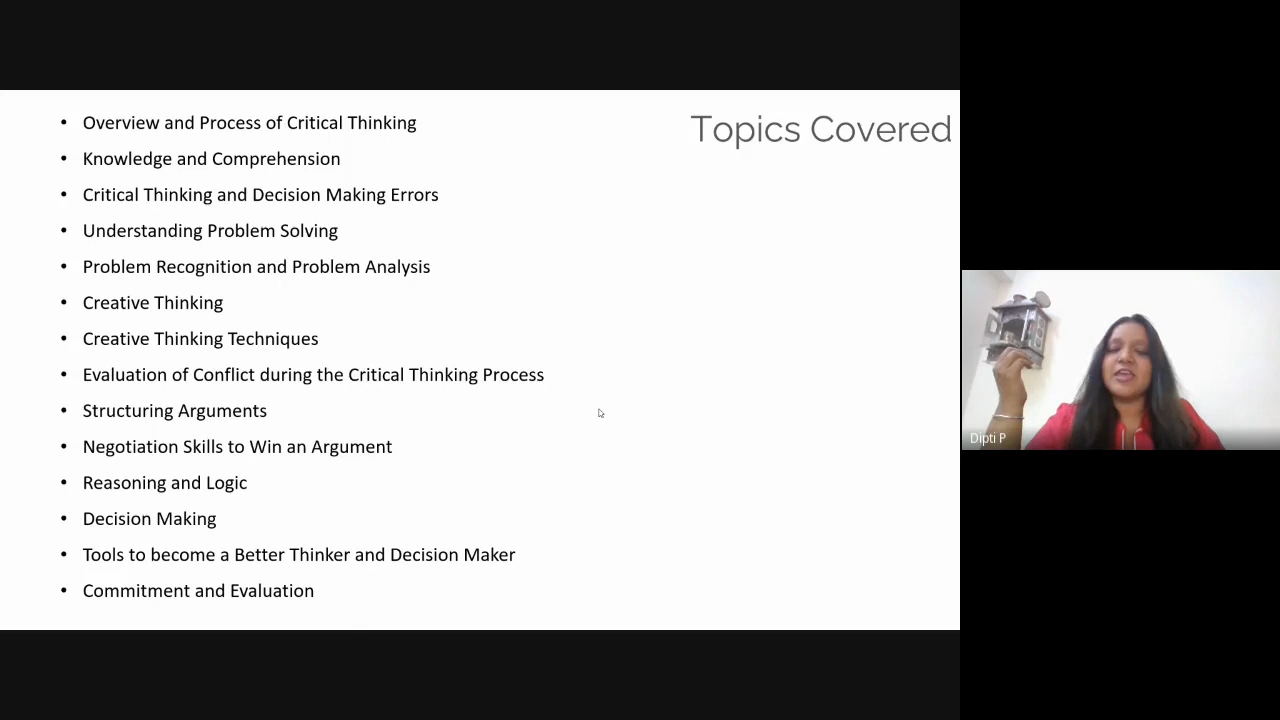 Topics Covered
• Overview and Process of Critical Thinking
• Knowledge and Comprehension
• Critical Thinking and Decision Making Errors
• Understanding Problem Solving
• Problem Recognition and Problem Analysis
• Creative Thinking
• Creative Thinking Techniques
• Evaluation of Conflict during the Critical Thinking Process
• Structuring Arguments
• Negotiation Skills to Win an Argument
• Reasoning and Logic
• Decision Making
• Tools to become a Better Thinker and Decision Maker
• Commitment and Evaluation
Dipti P